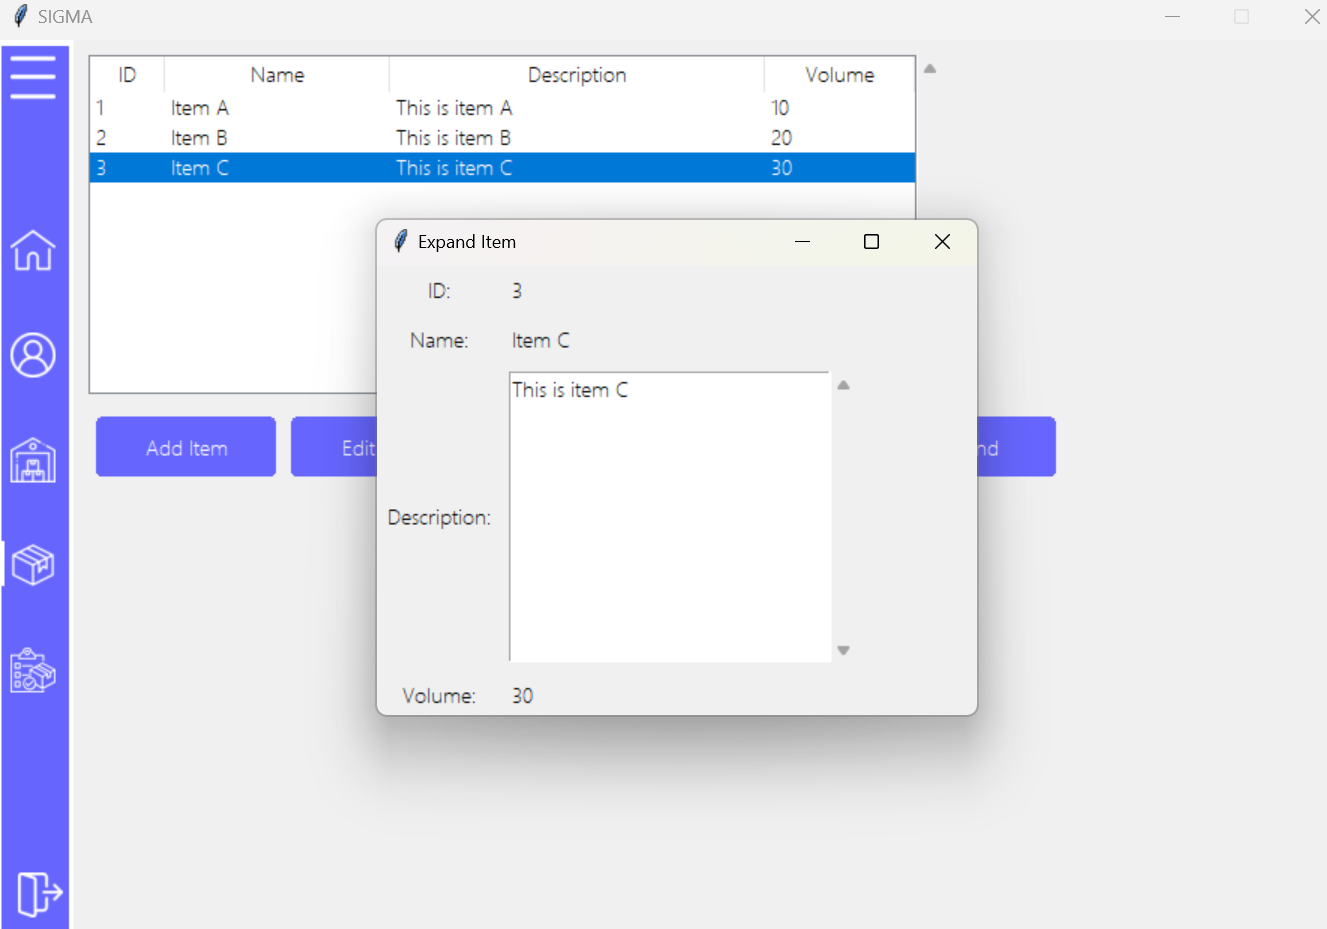 SIGMA
ID Name Description Volume
1 Item A This is item A 10
2 Item B This is item B 20
3 Item C This is item C 30
Expand Item
ID: 3
Name: Item C
This is item C
Description:
Volume: 30
Add Item Edit